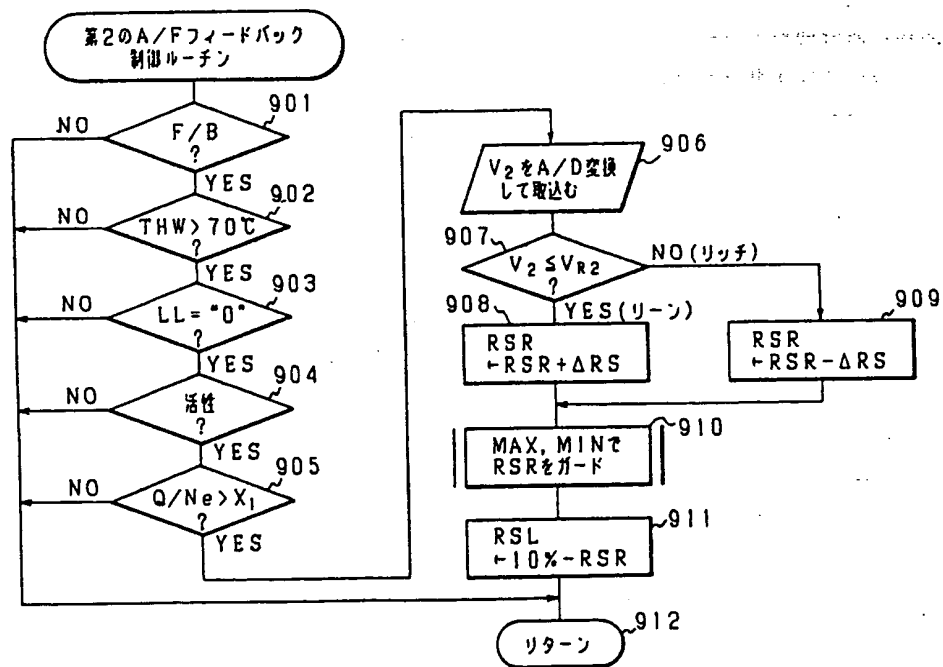 第2のA/Fフィードバック
制御ルーチン
901
NO
F/B
?
YES
902
NO
THW>70℃
?
YES
903
NO
LL="0"
?
YES
904
NO
活性
?
YES
905
NO
Q/Ne>X₁
?
YES
906
V₂をA/D変換
して取込む
907
V₂≦V_R2
?
NO(リッチ)
YES(リーン)
908
RSR
←RSR+ΔRS
909
RSR
←RSR-ΔRS
910
MAX,MINで
RSRをガード
911
RSL
←10%-RSR
リターン
912